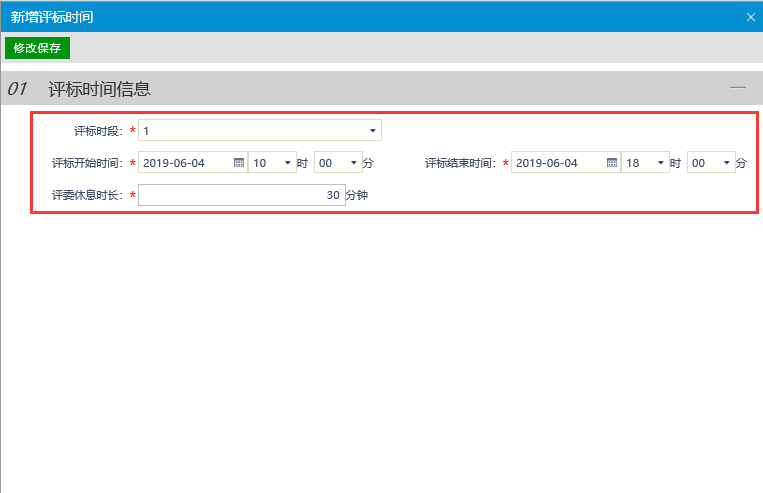 新增评标时间
修改保存
01 评标时间信息
评标时段：* 1
评标开始时间：* 2019-06-04 10 时 00 分 评标结束时间：* 2019-06-04 18 时 00 分
评委休息时长：* 30 分钟